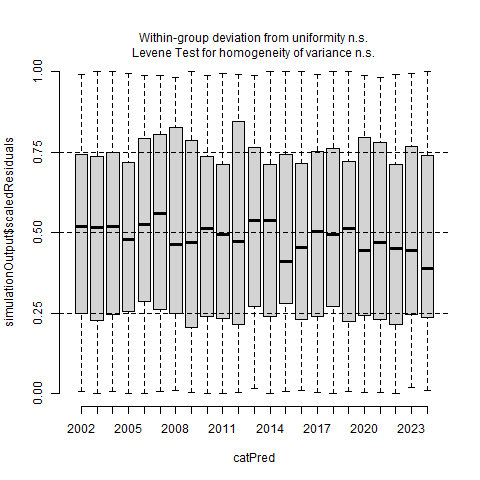 Within-group deviation from uniformity n.s.
Levene Test for homogeneity of variance n.s.
simulationOutput$scaledResiduals
1.00
0.75
0.50
0.25
0.00
2002 2005 2008 2011 2014 2017 2020 2023
catPred